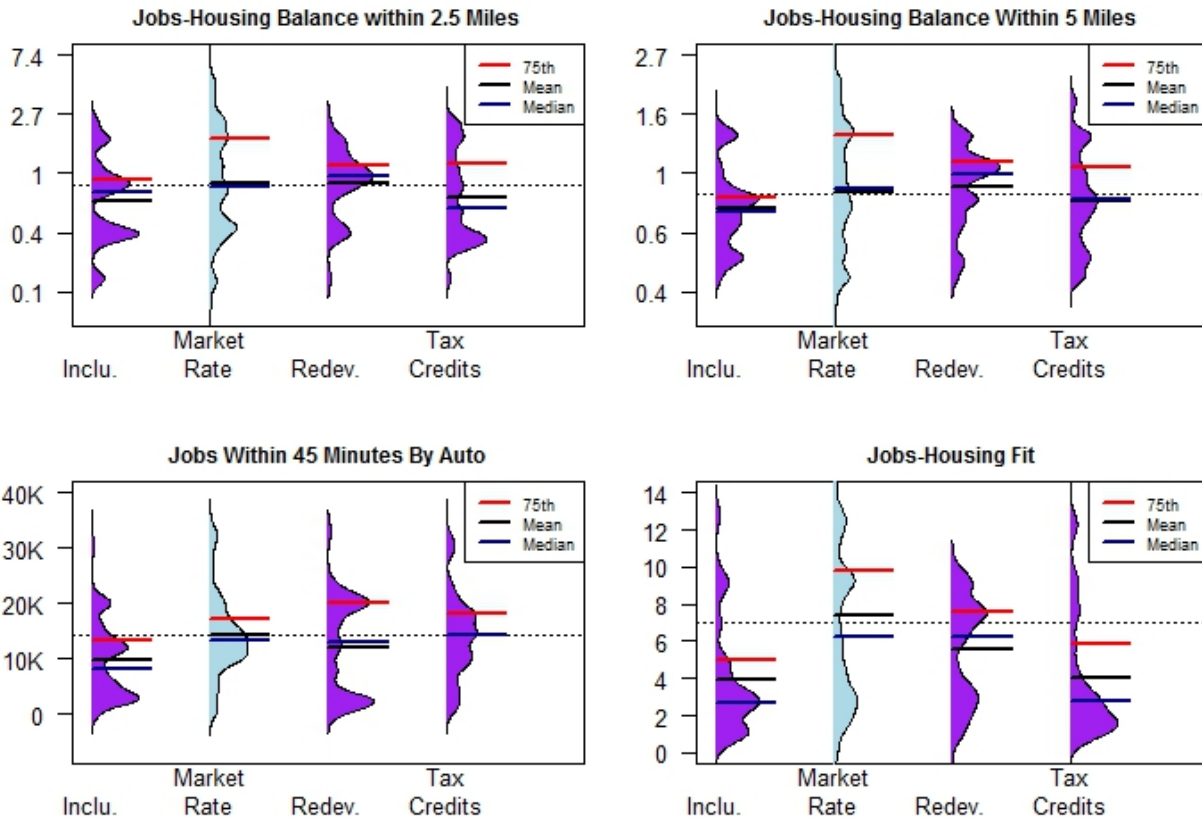 Jobs-Housing Balance within 2.5 Miles
7.4
2.7
1
0.4
0.1
75th
Mean
Median
Market
Tax
Inclu.
Rate
Redev.
Credits
Jobs-Housing Balance Within 5 Miles
2.7
1.6
1
0.6
0.4
75th
Mean
Median
Market
Tax
Inclu.
Rate
Redev.
Credits
Jobs Within 45 Minutes By Auto
40K
30K
20K
10K
0
75th
Mean
Median
Market
Tax
Inclu.
Rate
Redev.
Credits
Jobs-Housing Fit
14
12
10
8
6
4
2
0
75th
Mean
Median
Market
Tax
Inclu.
Rate
Redev.
Credits